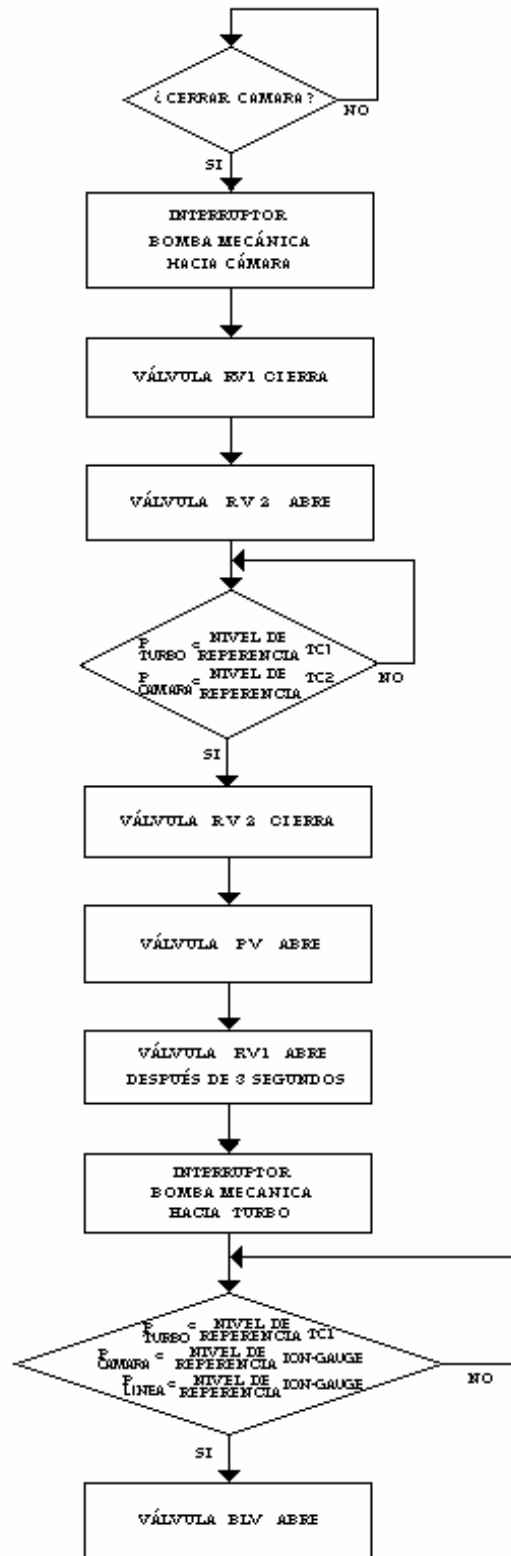 ¿CERRAR CAMARA?
NO
SI
INTERRUPTOR
BOMBA MECÁNICA
HACIA CÁMARA
VÁLVULA RV1 CIERRA
VÁLVULA RV2 ABRE
P TURBO < NIVEL DE REFERENCIA TC1
P CAMARA < NIVEL DE REFERENCIA TC2
NO
SI
VÁLVULA RV2 CIERRA
VÁLVULA PV ABRE
VÁLVULA RV1 ABRE
DESPUÉS DE 3 SEGUNDOS
INTERRUPTOR
BOMBA MECANICA
HACIA TURBO
P TURBO < NIVEL DE REFERENCIA TC1
P CAMARA < NIVEL DE REFERENCIA ION-GAUGE
P LINEA < NIVEL DE REFERENCIA ION-GAUGE
NO
SI
VÁLVULA BLV ABRE